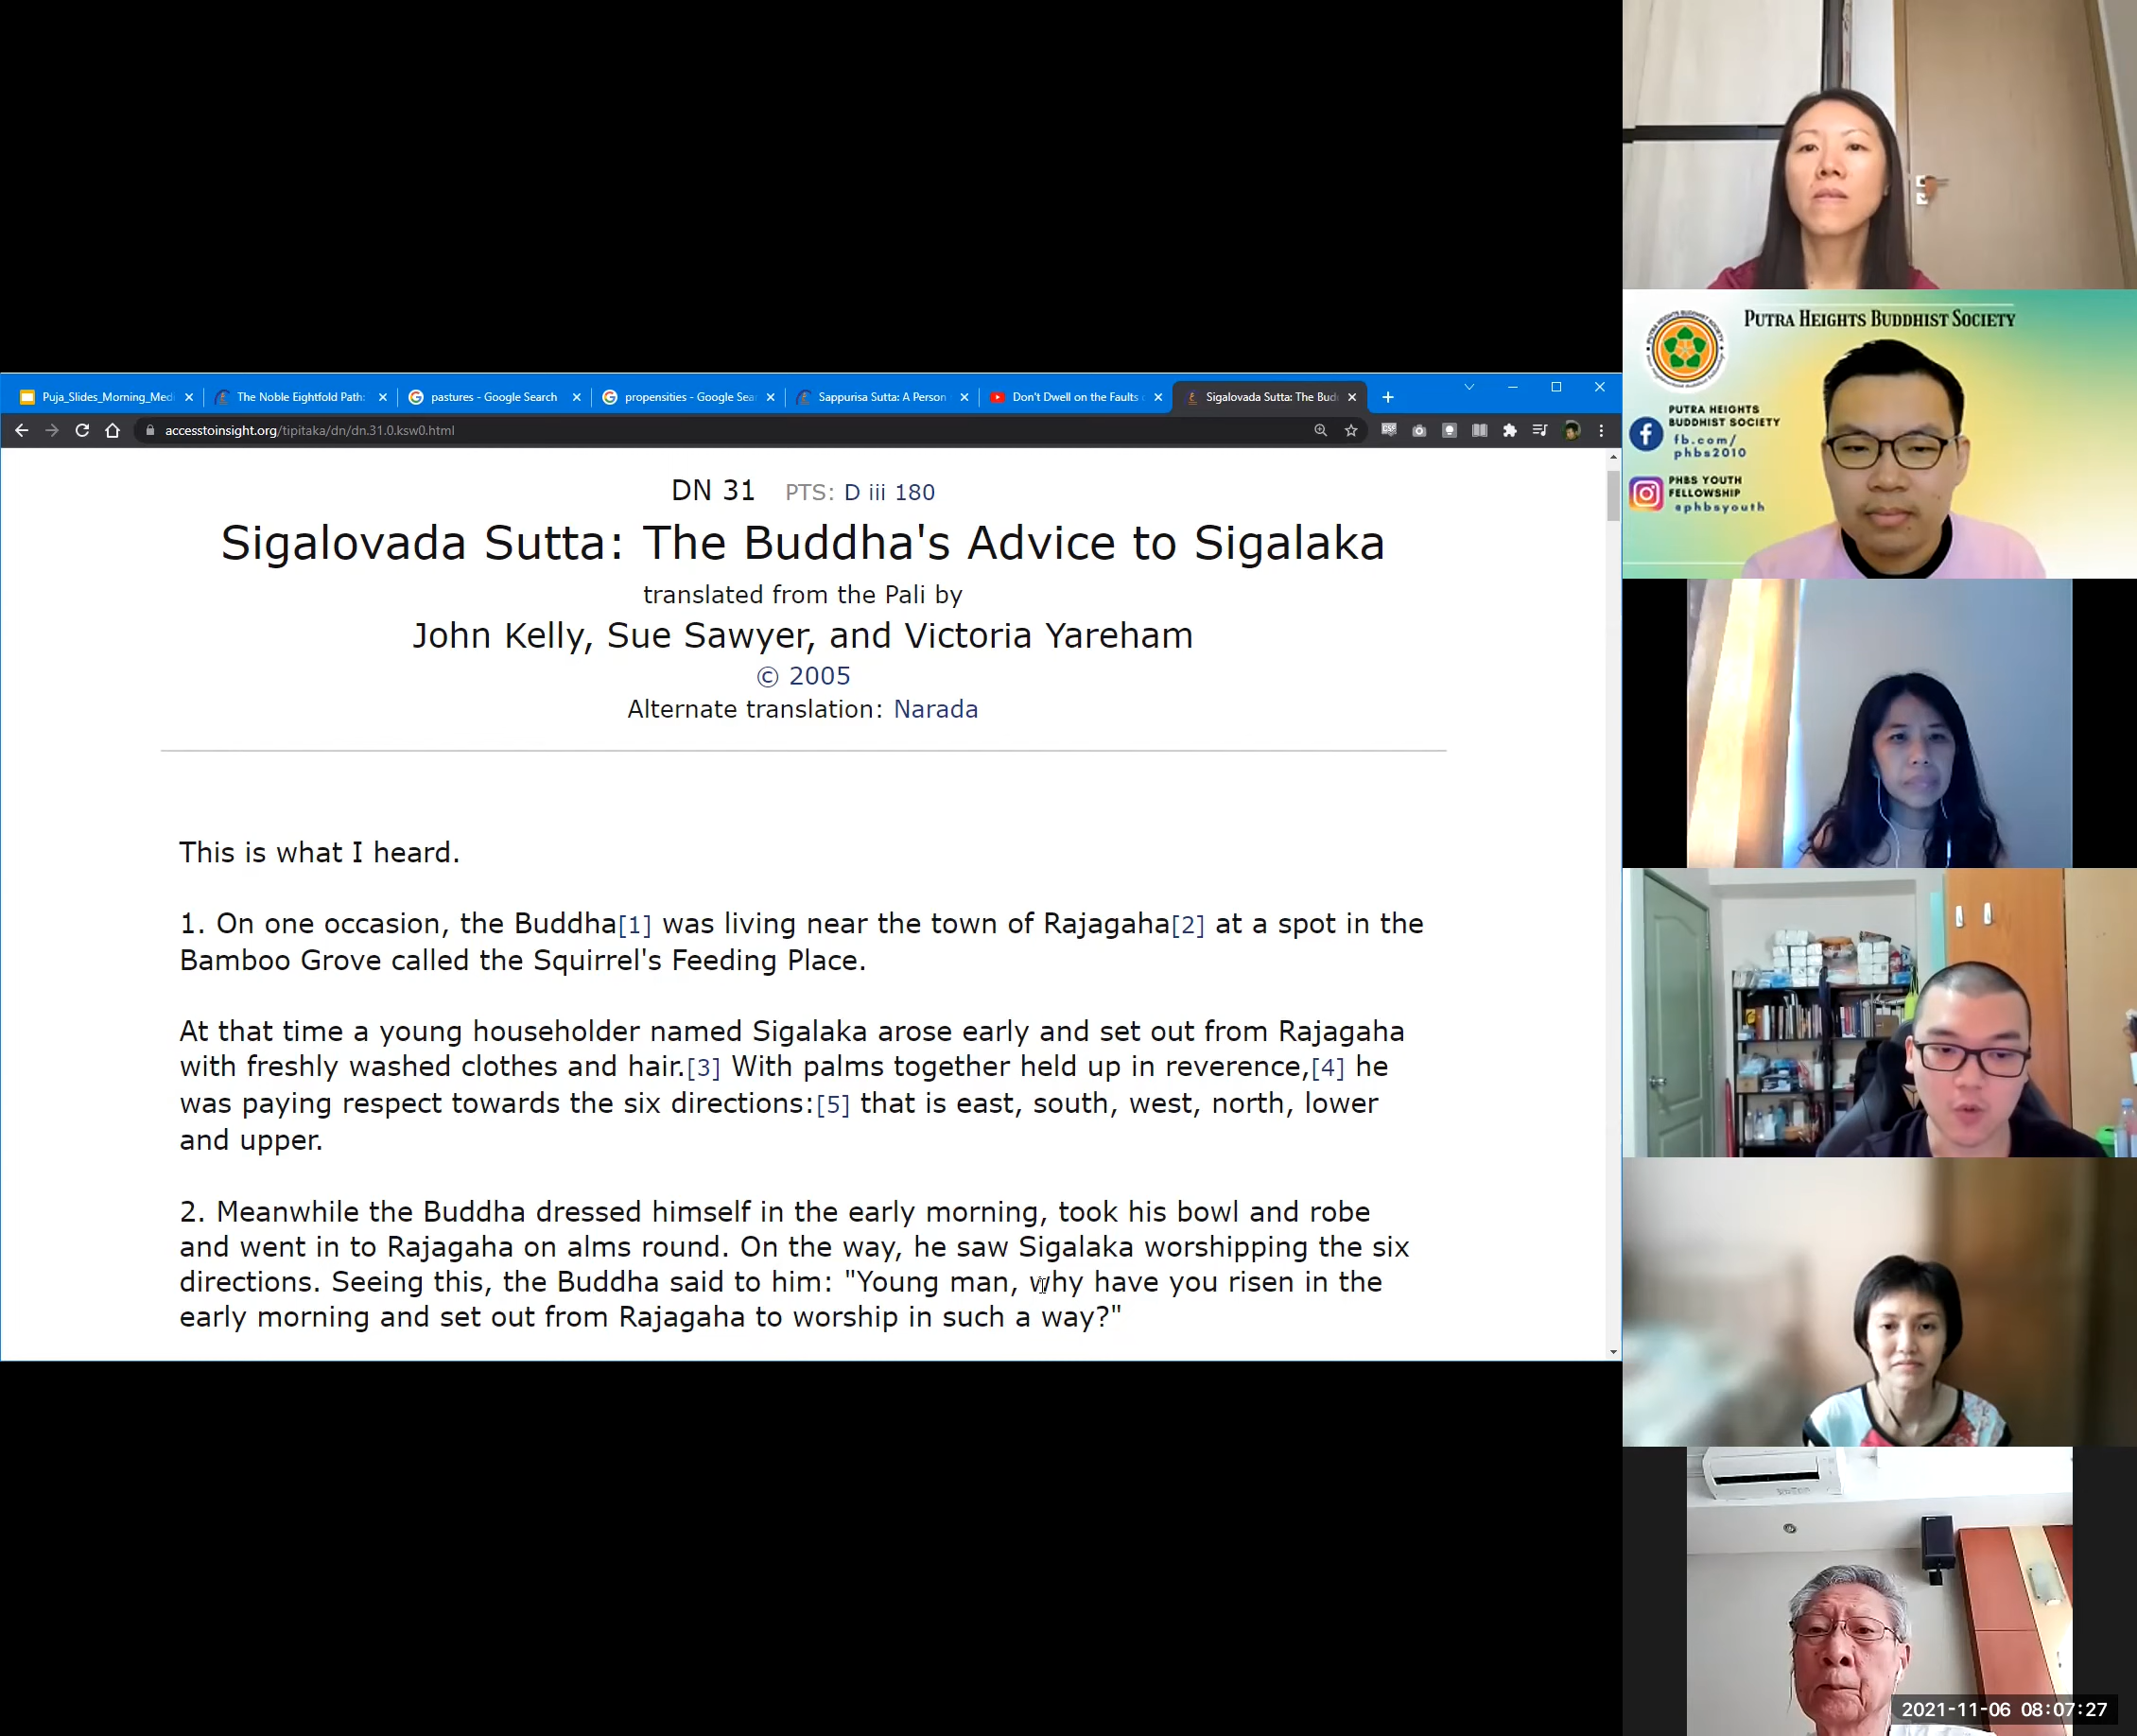 Puja_Slides_Morning_Med
The Noble Eightfold Path:
pastures - Google Search
propensities - Google Sea
Sappurisa Sutta: A Person
Don't Dwell on the Faults
Sigalovada Sutta: The Bud
accesstoinsight.org/tipitaka/dn/dn.31.0.ksw0.html
DN 31 PTS: D iii 180
Sigalovada Sutta: The Buddha's Advice to Sigalaka
translated from the Pali by
John Kelly, Sue Sawyer, and Victoria Yareham
© 2005
Alternate translation: Narada
This is what I heard.
1. On one occasion, the Buddha[1] was living near the town of Rajagaha[2] at a spot in the
Bamboo Grove called the Squirrel's Feeding Place.
At that time a young householder named Sigalaka arose early and set out from Rajagaha
with freshly washed clothes and hair.[3] With palms together held up in reverence,[4] he
was paying respect towards the six directions:[5] that is east, south, west, north, lower
and upper.
2. Meanwhile the Buddha dressed himself in the early morning, took his bowl and robe
and went in to Rajagaha on alms round. On the way, he saw Sigalaka worshipping the six
directions. Seeing this, the Buddha said to him: "Young man, why have you risen in the
early morning and set out from Rajagaha to worship in such a way?"
PUTRA HEIGHTS BUDDHIST SOCIETY
PUTRA HEIGHTS
BUDDHIST SOCIETY
fb.com/
phbs2010
PHBS YOUTH
FELLOWSHIP
@phbsyouth
2021-11-06 08:07:27